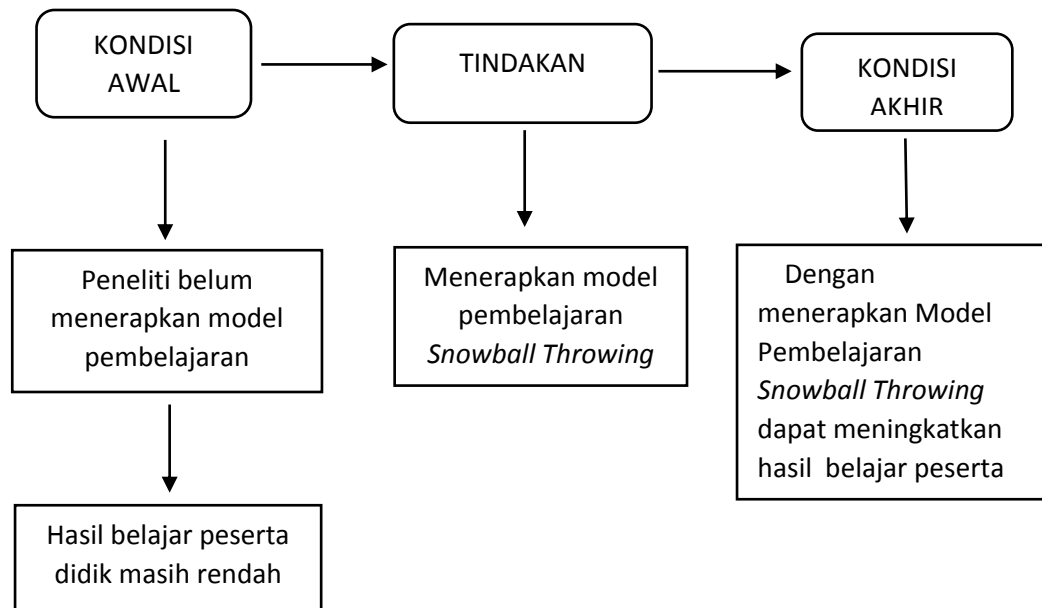 KONDISI
AWAL
TINDAKAN
KONDISI
AKHIR
Peneliti belum
menerapkan model
pembelajaran
Menerapkan model
pembelajaran
Snowball Throwing
Dengan
menerapkan Model
Pembelajaran
Snowball Throwing
dapat meningkatkan
hasil belajar peserta
Hasil belajar peserta
didik masih rendah